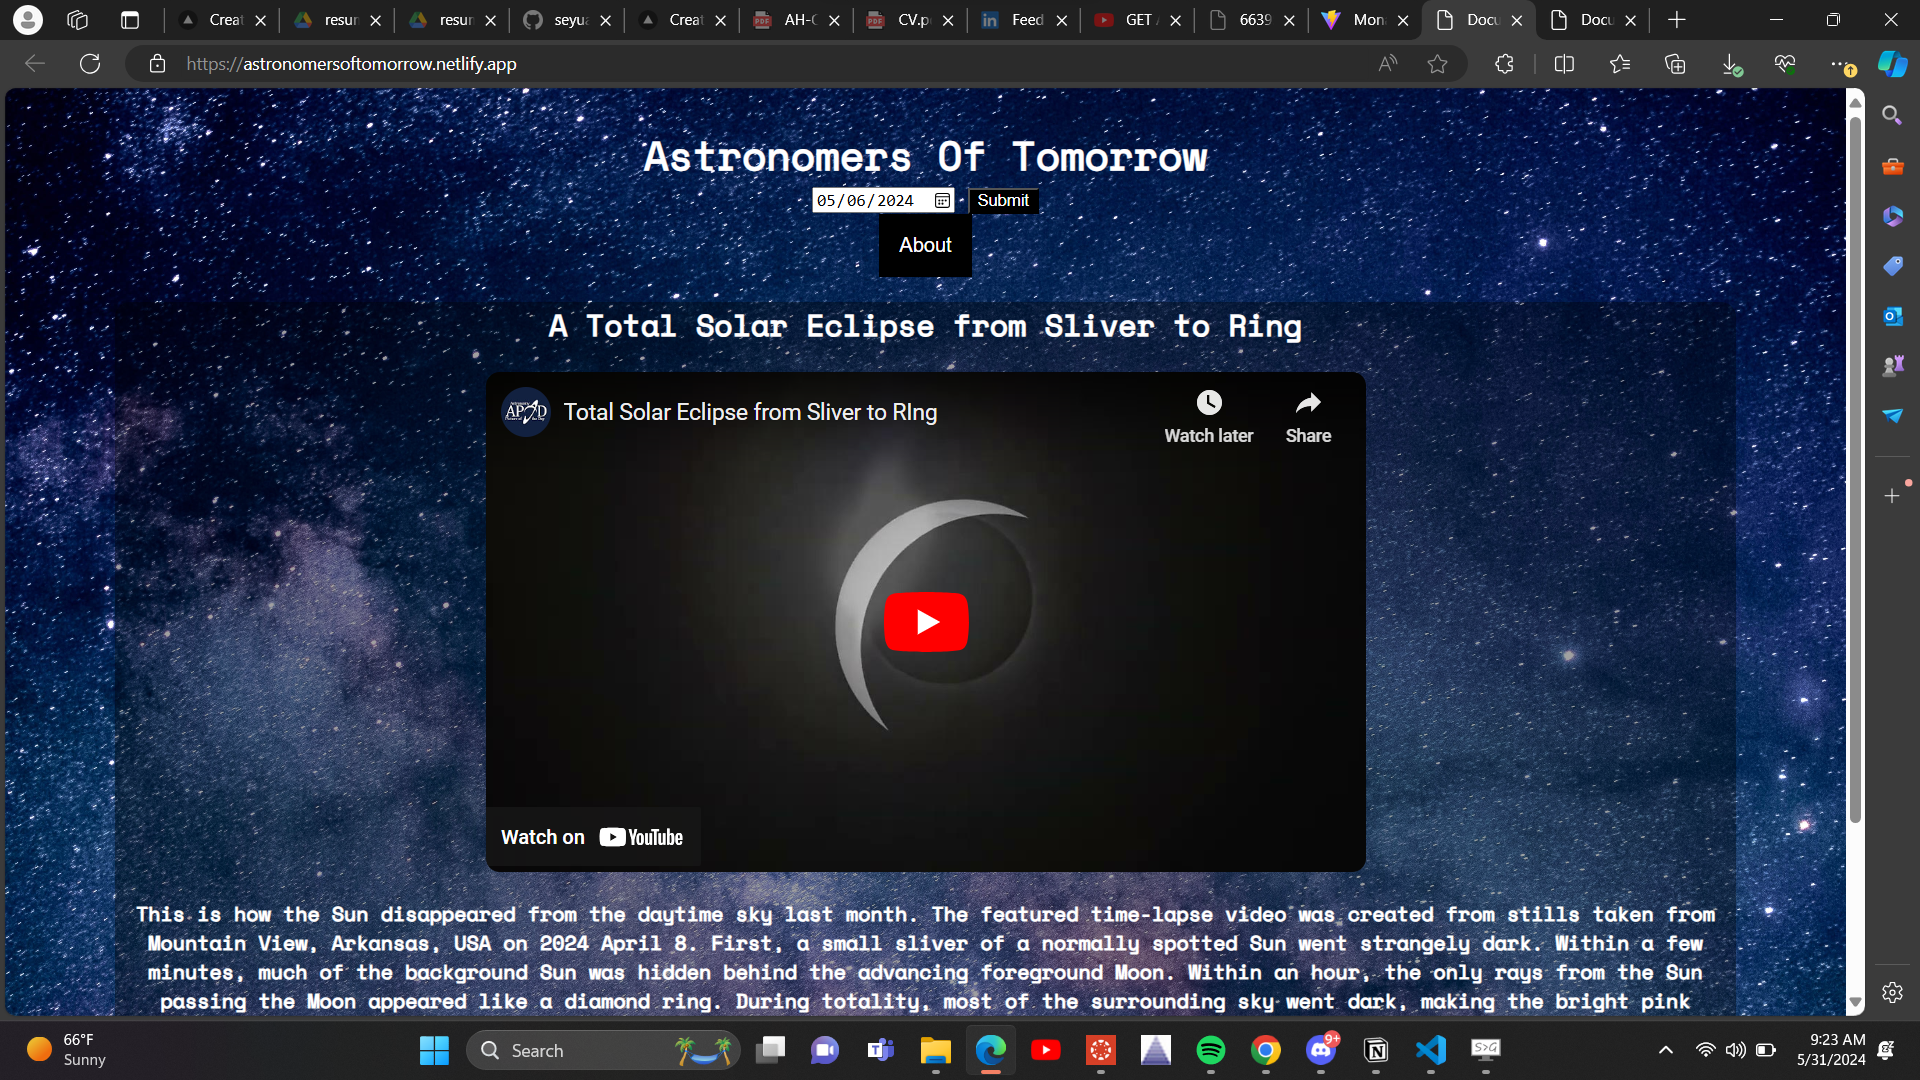 Creat
resun
resun
seyua
Creat
AH-C
CV.p
Feed
GET
6639
Mon
Docu
Docu
https://astronomersoftomorrow.netlify.app
Astronomers Of Tomorrow
05/06/2024 Submit
About
A Total Solar Eclipse from Sliver to Ring
APOD Total Solar Eclipse from Sliver to RIng
Watch later Share
Watch on YouTube
This is how the Sun disappeared from the daytime sky last month. The featured time-lapse video was created from stills taken from
Mountain View, Arkansas, USA on 2024 April 8. First, a small sliver of a normally spotted Sun went strangely dark. Within a few
minutes, much of the background Sun was hidden behind the advancing foreground Moon. Within an hour, the only rays from the Sun
passing the Moon appeared like a diamond ring. During totality, most of the surrounding sky went dark, making the bright pink
66°F
Sunny
Search
9+
S>G
9:23 AM
5/31/2024